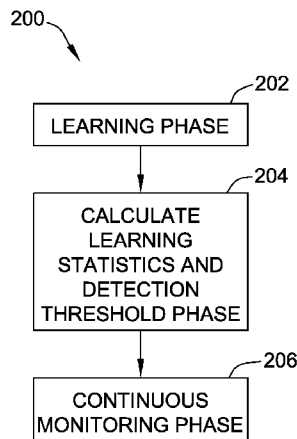 200
202
LEARNING PHASE
204
CALCULATE
LEARNING
STATISTICS AND
DETECTION
THRESHOLD PHASE
206
CONTINUOUS
MONITORING PHASE